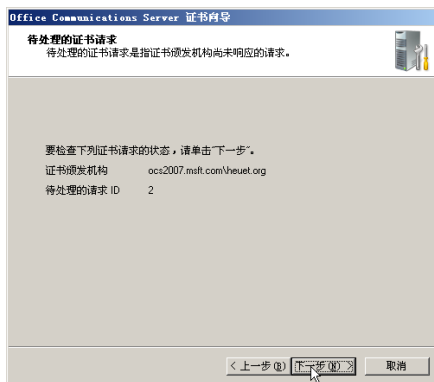 Office Communications Server 证书向导
待处理的证书请求
待处理的证书请求是指证书颁发机构尚未响应的请求。
要检查下列证书请求的状态，请单击“下一步”。
证书颁发机构 ocs2007.msft.com\heuet.org
待处理的请求 ID 2
< 上一步(B) 下一步(N) > 取消